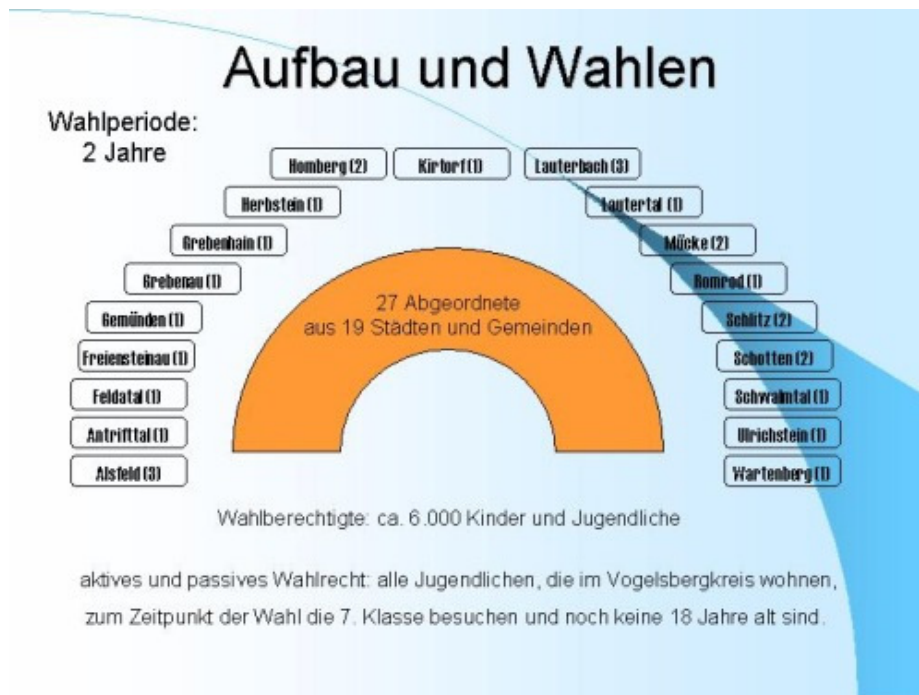 Aufbau und Wahlen
Wahlperiode:
2 Jahre
Homberg (2)
Kirtorf (1)
Lauterbach (3)
Herbstein (1)
Lautertal (1)
Grebenhain (1)
Mücke (2)
Grebenau (1)
Romrod (1)
Gemünden (1)
Schlitz (2)
Freiensteinau (1)
Schotten (2)
Feldatal (1)
Schwalmtal (1)
Antrifttal (1)
Ulrichstein (1)
Alsfeld (3)
Wartenberg (1)
27 Abgeordnete
aus 19 Städten und Gemeinden
Wahlberechtigte: ca. 6.000 Kinder und Jugendliche
aktives und passives Wahlrecht: alle Jugendlichen, die im Vogelsbergkreis wohnen,
zum Zeitpunkt der Wahl die 7. Klasse besuchen und noch keine 18 Jahre alt sind.